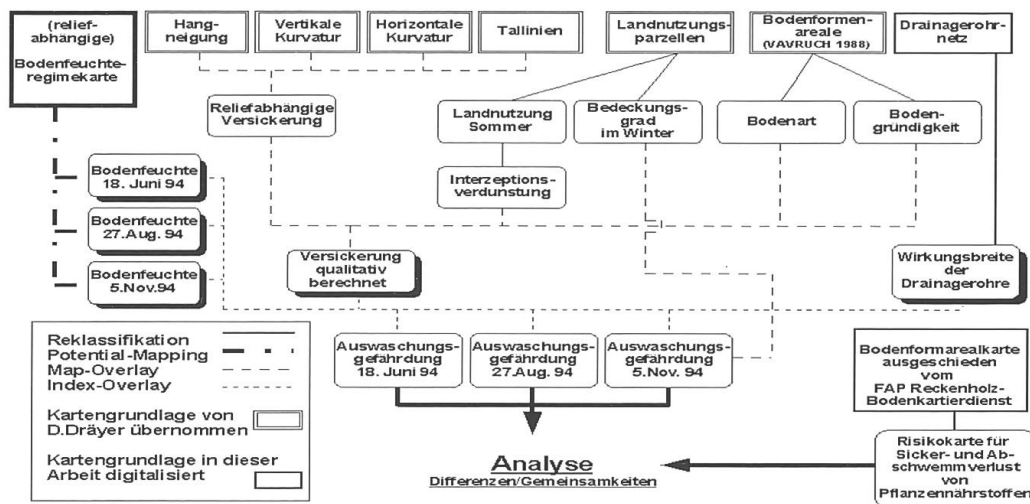 (relief-
abhängige)
Bodenfeuchte-
regimekarte
Hang-
neigung
Vertikale
Kurvatur
Horizontale
Kurvatur
Tallinien
Landnutzungs-
parzellen
Bodenformen-
areale
(VAVRUCH 1988)
Drainagerohr-
netz
Reliefabhängige
Versickerung
Landnutzung
Sommer
Bedeckungs-
grad
im Winter
Bodenart
Boden-
gründigkeit
Interzeptions-
verdunstung
Bodenfeuchte
18. Juni 94
Bodenfeuchte
27.Aug. 94
Bodenfeuchte
5.Nov.94
Versickerung
qualitativ
berechnet
Wirkungsbreite
der
Drainagerohre
Auswaschungs-
gefährdung
18. Juni 94
Auswaschungs-
gefährdung
27.Aug. 94
Auswaschungs-
gefährdung
5.Nov. 94
Reklassifikation
Potential-Mapping
Map-Overlay
Index-Overlay
Kartengrundlage von
D.Dräyer übernommen
Kartengrundlage in dieser
Arbeit digitalisiert
Bodenformarealkarte
ausgeschieden
vom
FAP Reckenholz-
Bodenkartierdienst
Analyse
Differenzen/Gemeinsamkeiten
Risikokarte für
Sicker- und Ab-
schwemmverlust
von
Pflanzennährstoffen